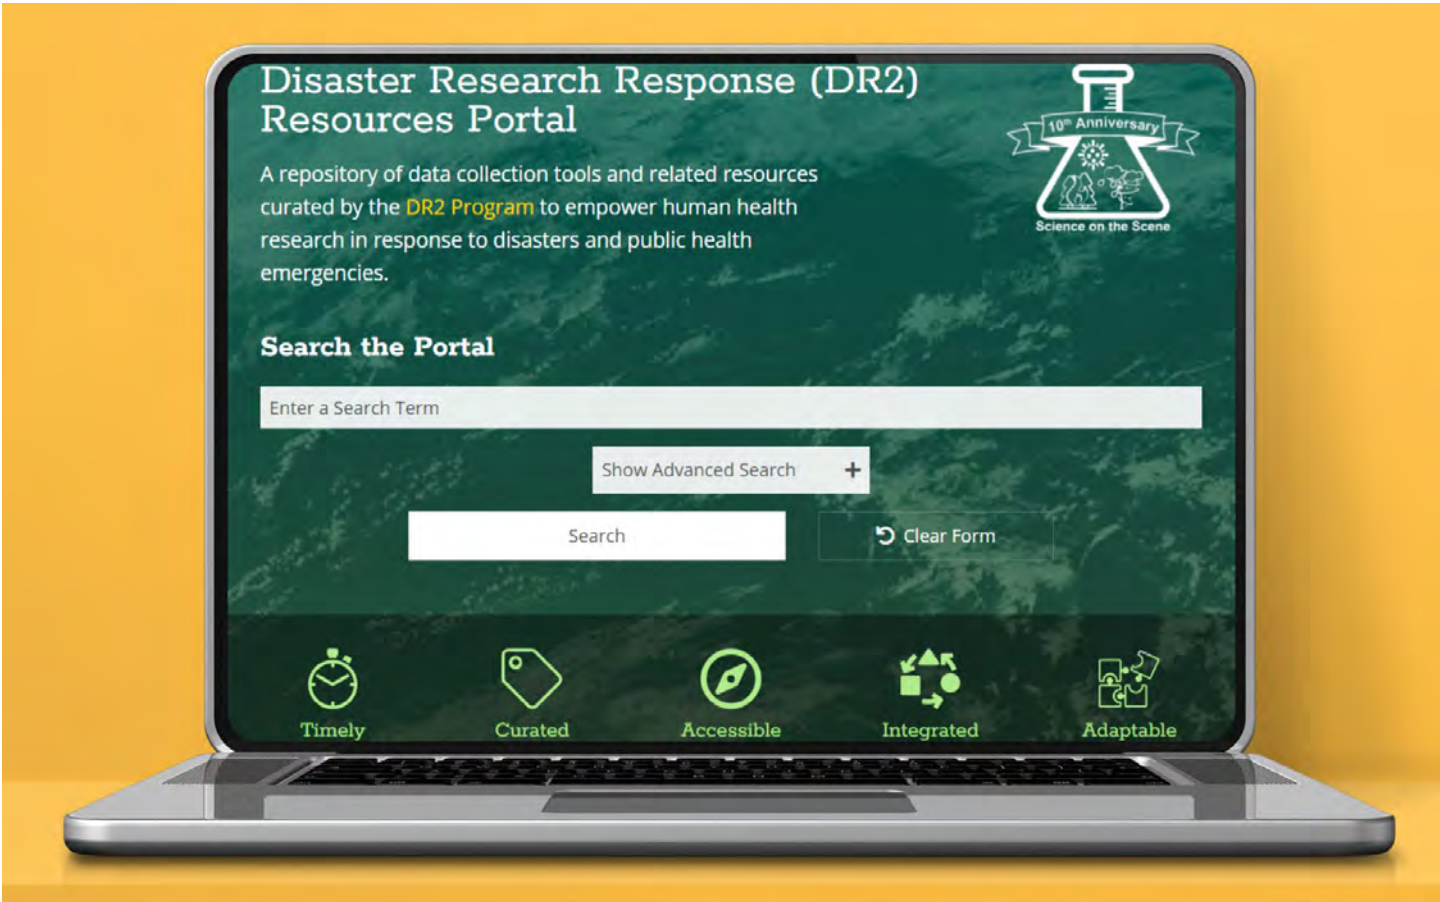 Disaster Research Response (DR2)
Resources Portal
10th Anniversary
Science on the Scene
A repository of data collection tools and related resources
curated by the DR2 Program to empower human health
research in response to disasters and public health
emergencies.
Search the Portal
Enter a Search Term
Show Advanced Search +
Search
Clear Form
Timely
Curated
Accessible
Integrated
Adaptable